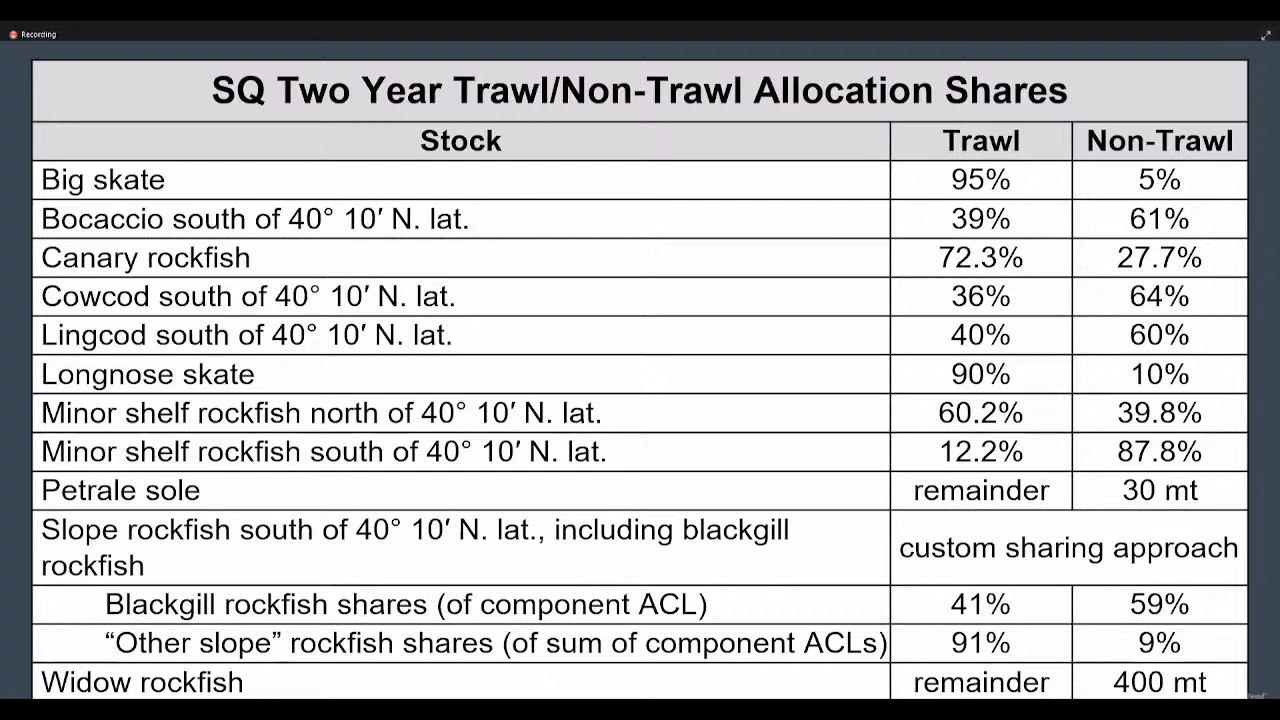 Recording
SQ Two Year Trawl/Non-Trawl Allocation Shares
Stock Trawl Non-Trawl
Big skate 95% 5%
Bocaccio south of 40° 10′ N. lat. 39% 61%
Canary rockfish 72.3% 27.7%
Cowcod south of 40° 10′ N. lat. 36% 64%
Lingcod south of 40° 10′ N. lat. 40% 60%
Longnose skate 90% 10%
Minor shelf rockfish north of 40° 10′ N. lat. 60.2% 39.8%
Minor shelf rockfish south of 40° 10′ N. lat. 12.2% 87.8%
Petrale sole remainder 30 mt
Slope rockfish south of 40° 10′ N. lat., including blackgill
rockfish custom sharing approach
Blackgill rockfish shares (of component ACL) 41% 59%
“Other slope” rockfish shares (of sum of component ACLs) 91% 9%
Widow rockfish remainder 400 mt